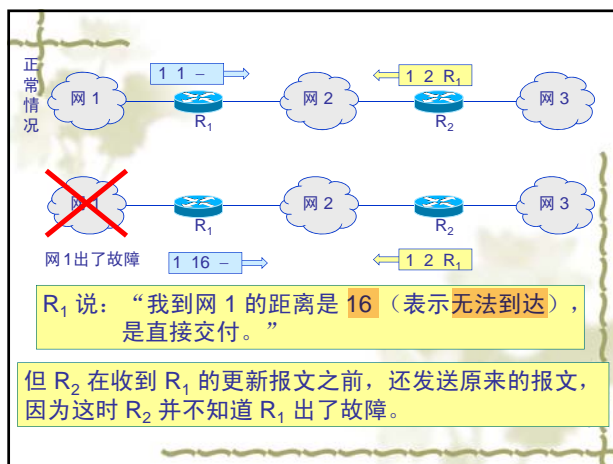 正常情况
1 1 −
1 2 R1
网 1
网 2
网 3
R1
R2
网 1
网 2
网 3
R1
R2
网 1出了故障
1 16 −
1 2 R1
R1 说：“我到网 1 的距离是 16 （表示无法到达），
是直接交付。”
但 R2 在收到 R1 的更新报文之前，还发送原来的报文，
因为这时 R2 并不知道 R1 出了故障。